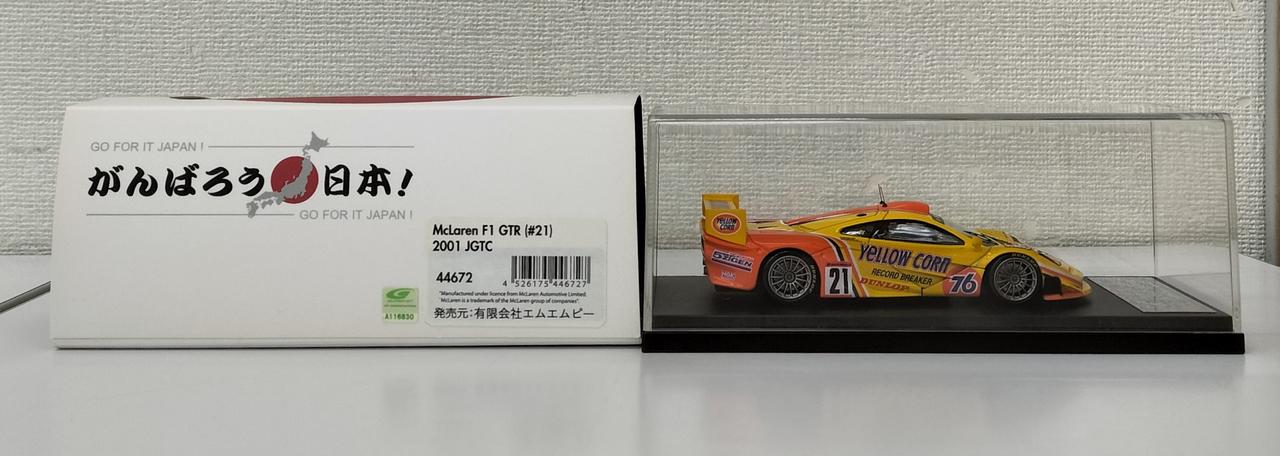 GO FOR IT JAPAN !
がんばろう日本!
GO FOR IT JAPAN !
McLaren F1 GTR (#21)
2001 JGTC
44672
4 526175 446727
"Manufactured under licence from McLaren Automotive Limited.
"McLaren is a trademark of the McLaren group of companies".
発売元:有限会社エムエムピー
A116830
YELLOW CORN
21
YELLOW CORN
RECORD BREAKER
DUNLOP
76